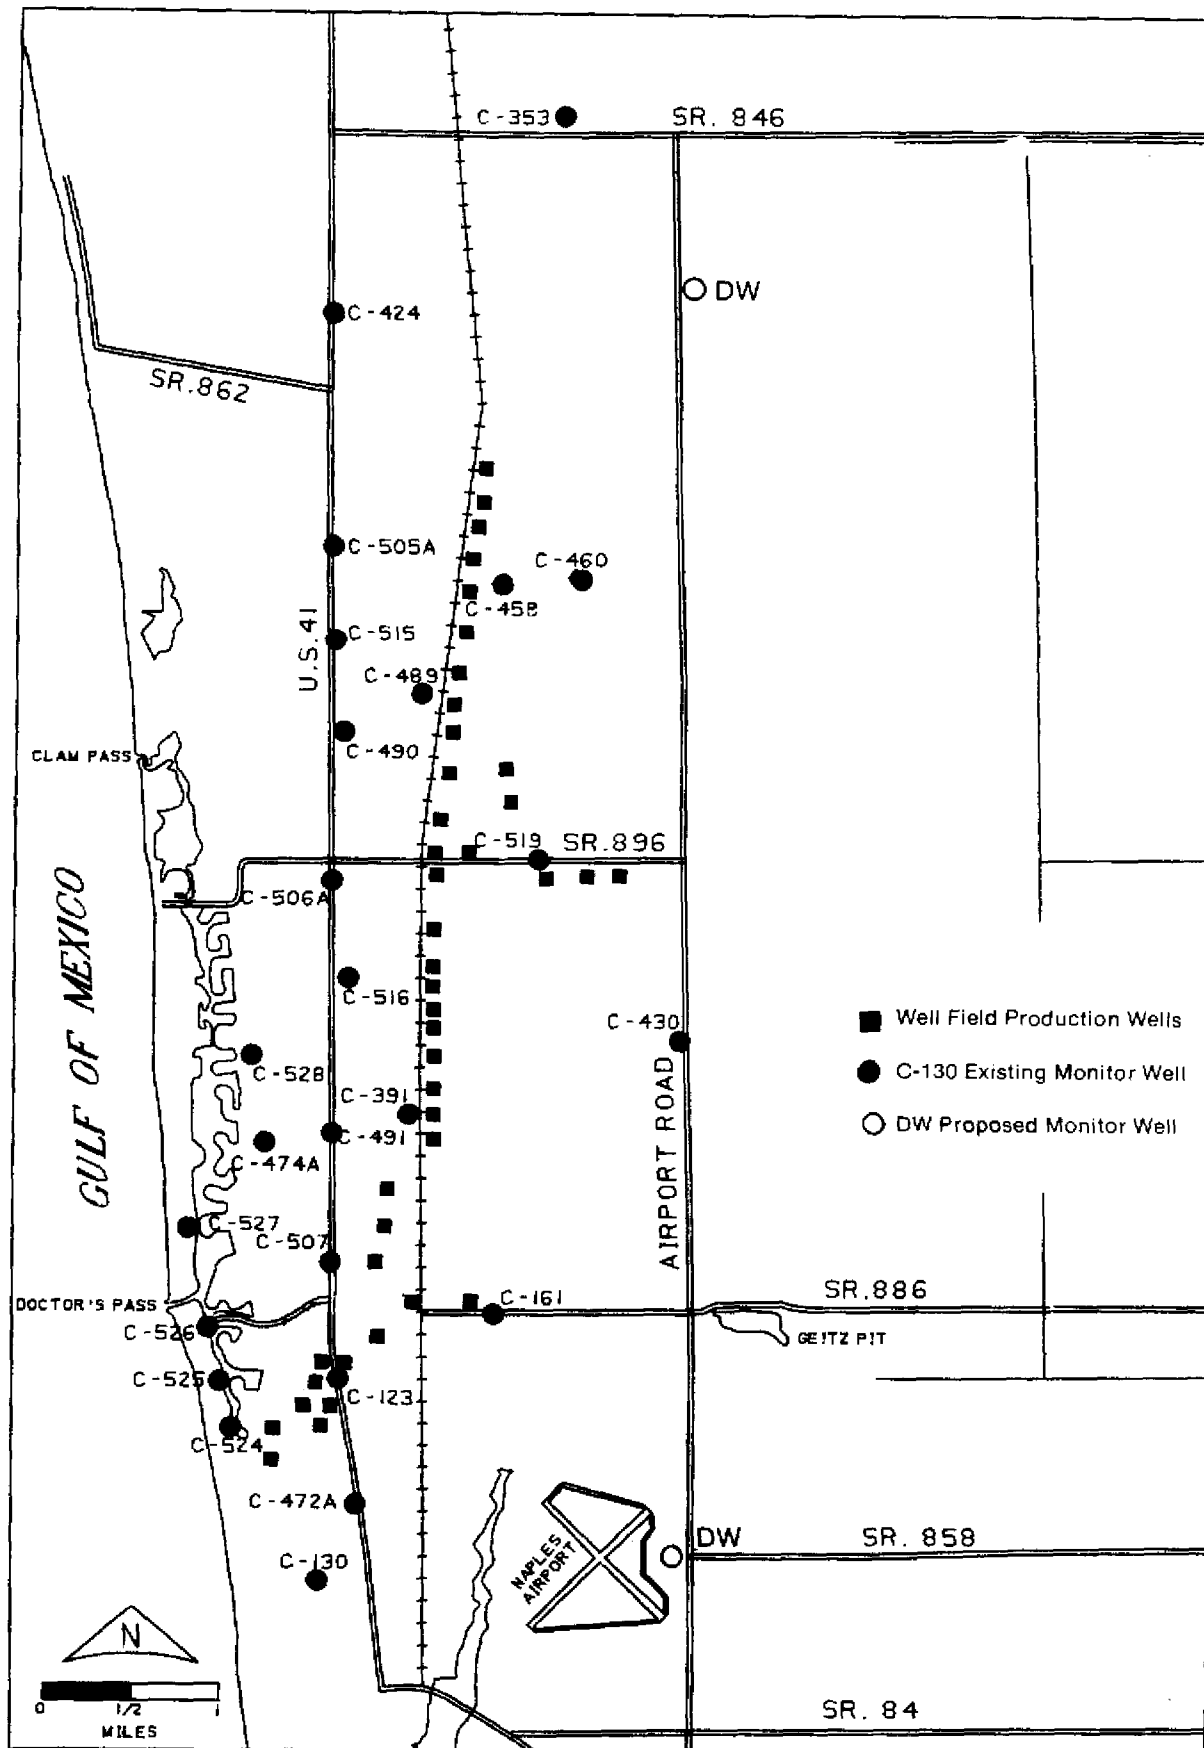 C-353
SR. 846
DW
C-424
SR.862
C-505A
C-460
C-458
C-515
U.S.41
C-489
C-490
CLAM PASS
C-519
SR.896
C-506A
GULF OF MEXICO
C-516
C-430
Well Field Production Wells
C-528
C-130 Existing Monitor Well
C-391
DW Proposed Monitor Well
C-491
C-474A
AIRPORT ROAD
C-527
C-507
DOCTOR'S PASS
C-161
SR.886
C-526
GEITZ PIT
C-525
C-123
C-524
C-472A
DW
SR. 858
C-130
NAPLES
AIRPORT
N
0 1/2 1
MILES
SR. 84